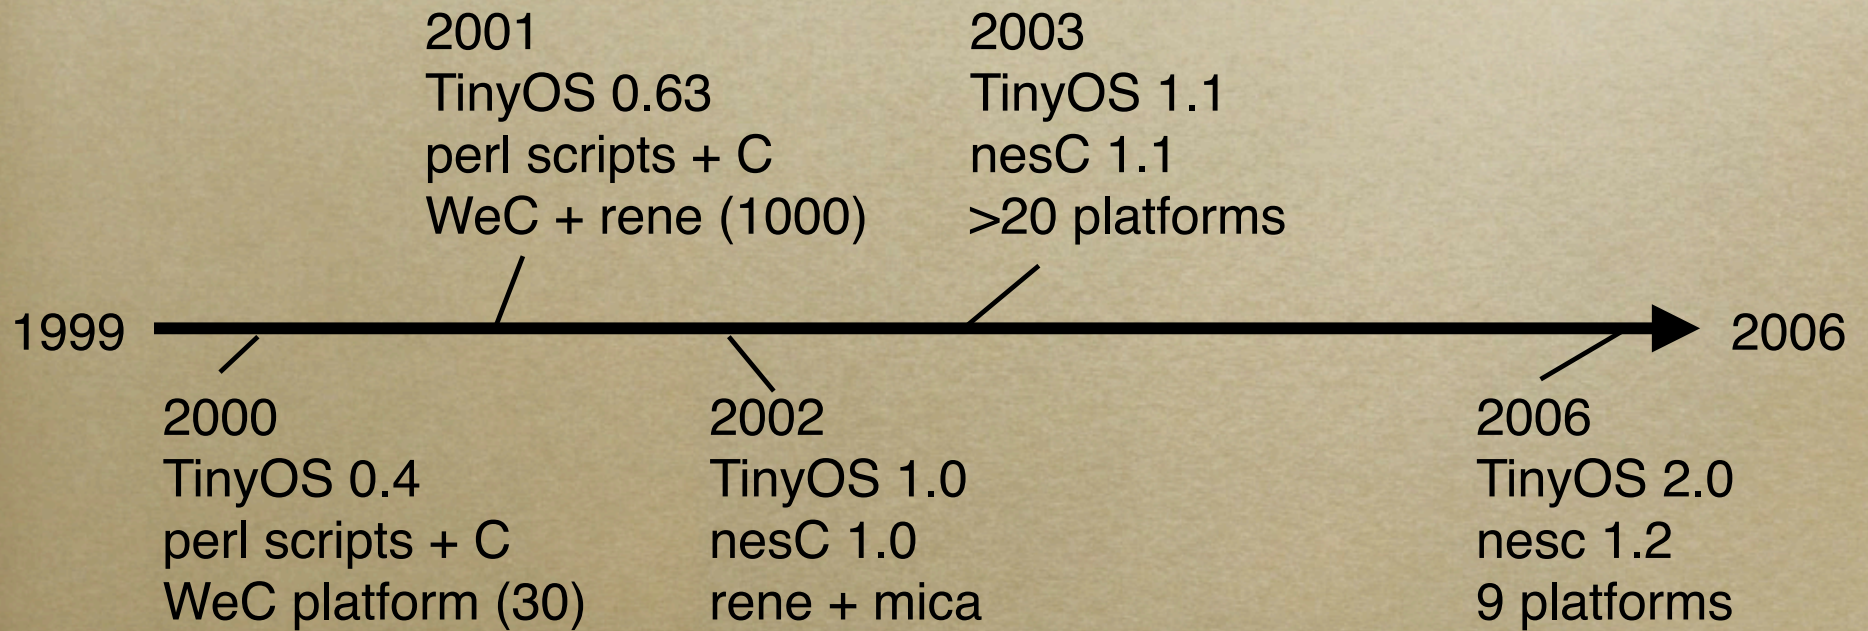 2001
TinyOS 0.63
perl scripts + C
WeC + rene (1000)
2003
TinyOS 1.1
nesC 1.1
>20 platforms
1999
2006
2000
TinyOS 0.4
perl scripts + C
WeC platform (30)
2002
TinyOS 1.0
nesC 1.0
rene + mica
2006
TinyOS 2.0
nesc 1.2
9 platforms